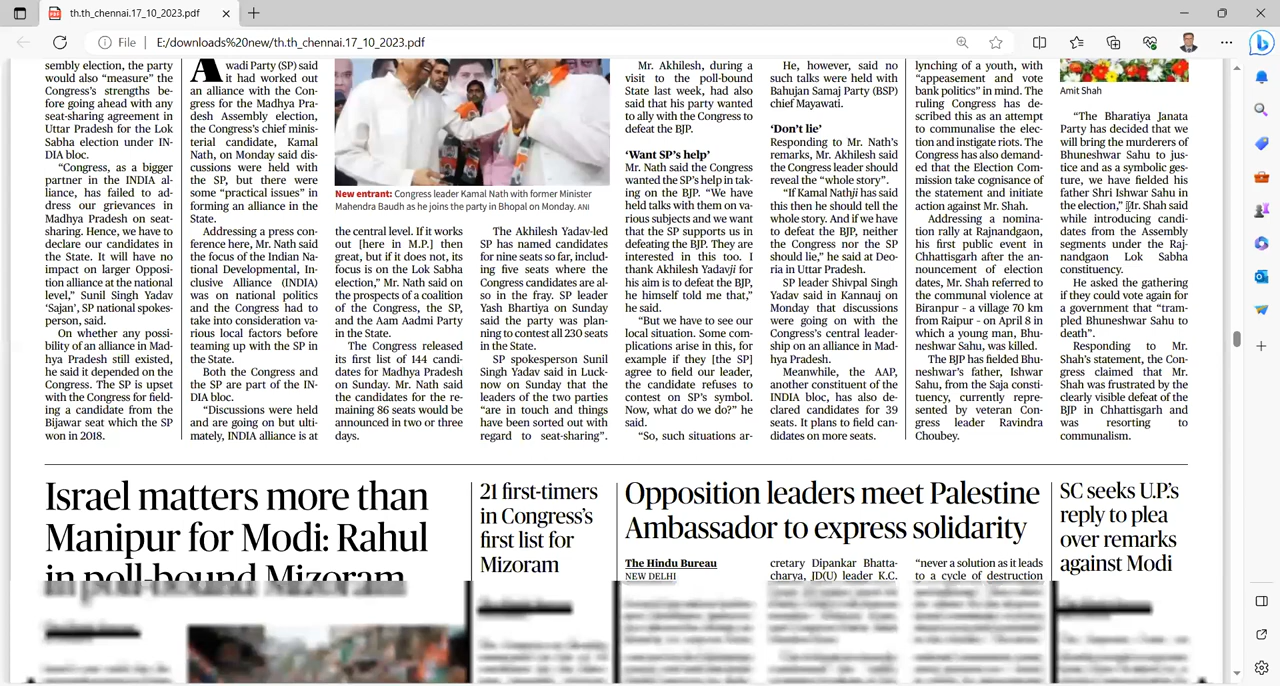 th.th_chennai.17_10_2023.pdf
File
E:/downloads%20new/th.th_chennai.17_10_2023.pdf
sembly election, the party
would also “measure” the
Congress’s strengths be-
fore going ahead with any
seat-sharing agreement in
Uttar Pradesh for the Lok
Sabha election under IN-
DIA bloc.
“Congress, as a bigger
partner in the INDIA al-
liance, has failed to ad-
dress our grievances in
Madhya Pradesh on seat-
sharing. Hence, we have to
declare our candidates in
the State. It will have no
impact on larger Opposi-
tion alliance at the national
level,” Sunil Singh Yadav
‘Sajan’, SP national spokes-
person, said.
On whether any possi-
bility of an alliance in Mad-
hya Pradesh still existed,
he said it depended on the
Congress. The SP is upset
with the Congress for field-
ing a candidate from the
Bijawar seat which the SP
won in 2018.
Awadi Party (SP) said
it had worked out
an alliance with the Con-
gress for the Madhya Pra-
desh Assembly election,
the Congress’s chief minis-
terial candidate, Kamal
Nath, on Monday said dis-
cussions were held with
the SP, but there were
some “practical issues” in
forming an alliance in the
State.
Addressing a press con-
ference here, Mr. Nath said
the focus of the Indian Na-
tional Developmental, In-
clusive Alliance (INDIA)
was on national politics
and the Congress had to
take into consideration va-
rious local factors before
teaming up with the SP in
the State.
Both the Congress and
the SP are part of the IN-
DIA bloc.
“Discussions were held
and are going on but ulti-
mately, INDIA alliance is at
New entrant: Congress leader Kamal Nath with former Minister
Mahendra Baudh as he joins the party in Bhopal on Monday. ANI
the central level. If it works
out [here in M.P.] then
great, but if it does not, its
focus is on the Lok Sabha
election,” Mr. Nath said on
the prospects of a coalition
of the Congress, the SP,
and the Aam Aadmi Party
in the State.
The Congress released
its first list of 144 candi-
dates for Madhya Pradesh
on Sunday. Mr. Nath said
the candidates for the re-
maining 86 seats would be
announced in two or three
days.
The Akhilesh Yadav-led
SP has named candidates
for nine seats so far, includ-
ing five seats where the
Congress candidates are al-
so in the fray. SP leader
Yash Bhartiya on Sunday
said the party was plan-
ning to contest all 230 seats
in the State.
SP spokesperson Sunil
Singh Yadav said in Luck-
now on Sunday that the
leaders of the two parties
“are in touch and things
have been sorted out with
regard to seat-sharing”.
Mr. Akhilesh, during a
visit to the poll-bound
State last week, had also
said that his party wanted
to ally with the Congress to
defeat the BJP.
‘Want SP’s help’
Mr. Nath said the Congress
wanted the SP’s help in tak-
ing on the BJP. “We have
held talks with them on va-
rious subjects and we want
that the SP supports us in
defeating the BJP. They are
interested in this too. I
thank Akhilesh Yadavji for
his aim is to defeat the BJP,
he himself told me that,”
he said.
“But we have to see our
local situation. Some com-
plications arise in this, for
example if they [the SP]
agree to field our leader,
the candidate refuses to
contest on SP’s symbol.
Now, what do we do?” he
said.
“So, such situations ar-
He, however, said no
such talks were held with
Bahujan Samaj Party (BSP)
chief Mayawati.
‘Don’t lie’
Responding to Mr. Nath’s
remarks, Mr. Akhilesh said
the Congress leader should
reveal the “whole story”.
“If Kamal Nathji has said
this then he should tell the
whole story. And if we have
to defeat the BJP, neither
the Congress nor the SP
should lie,” he said at Deo-
ria in Uttar Pradesh.
SP leader Shivpal Singh
Yadav said in Kannauj on
Monday that discussions
were going on with the
Congress’s central leader-
ship on an alliance in Mad-
hya Pradesh.
Meanwhile, the AAP,
another constituent of the
INDIA bloc, has also de-
clared candidates for 39
seats. It plans to field can-
didates on more seats.
lynching of a youth, with
“appeasement and vote
bank politics” in mind. The
ruling Congress has de-
scribed this as an attempt
to communalise the elec-
tion and instigate riots. The
Congress has also demand-
ed that the Election Com-
mission take cognisance of
the statement and initiate
action against Mr. Shah.
Addressing a nomina-
tion rally at Rajnandgaon,
his first public event in
Chhattisgarh after the an-
nouncement of election
dates, Mr. Shah referred to
the communal violence at
Biranpur – a village 70 km
from Raipur – on April 8 in
which a young man, Bhu-
neshwar Sahu, was killed.
The BJP has fielded Bhu-
neshwar’s father, Ishwar
Sahu, from the Saja consti-
tuency, currently repre-
sented by veteran Con-
gress leader Ravindra
Choubey.
Amit Shah
“The Bharatiya Janata
Party has decided that we
will bring the murderers of
Bhuneshwar Sahu to jus-
tice and as a symbolic ges-
ture, we have fielded his
father Shri Ishwar Sahu in
the election,” Mr. Shah said
while introducing candi-
dates from the Assembly
segments under the Raj-
nandgaon Lok Sabha
constituency.
He asked the gathering
if they could vote again for
a government that “tram-
pled Bhuneshwar Sahu to
death”.
Responding to Mr.
Shah’s statement, the Con-
gress claimed that Mr.
Shah was frustrated by the
clearly visible defeat of the
BJP in Chhattisgarh and
was resorting to
communalism.
Israel matters more than
Manipur for Modi: Rahul
in poll-bound Mizoram
21 first-timers
in Congress’s
first list for
Mizoram
Opposition leaders meet Palestine
Ambassador to express solidarity
The Hindu Bureau
NEW DELHI
cretary Dipankar Bhatta-
charya, JD(U) leader K.C.
“never a solution as it leads
to a cycle of destruction
SC seeks U.P.’s
reply to plea
over remarks
against Modi